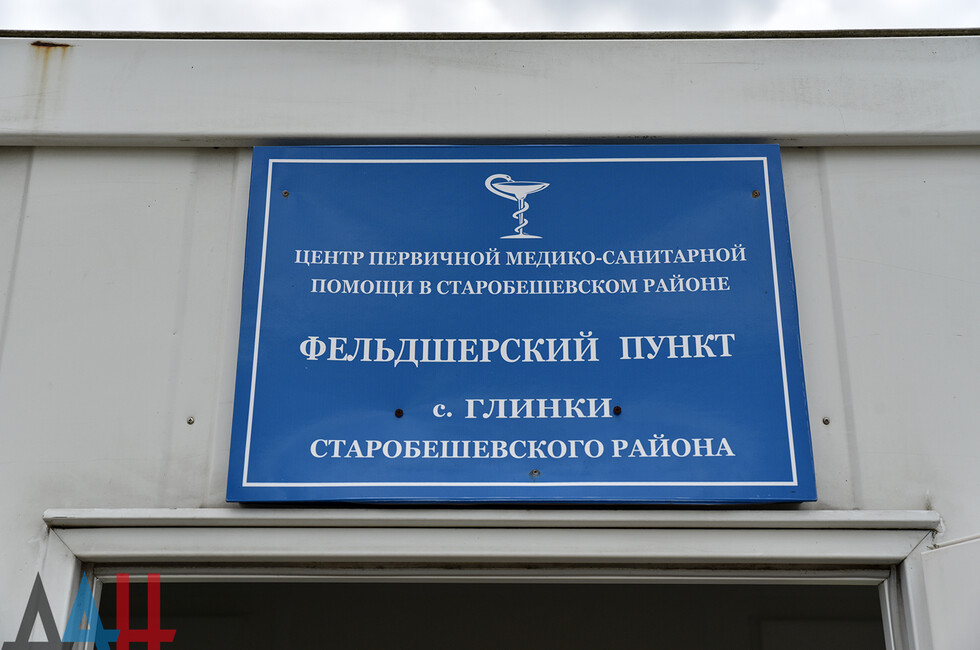 ЦЕНТР ПЕРВИЧНОЙ МЕДИКО-САНИТАРНОЙ
ПОМОЩИ В СТАРОБЕШЕВСКОМ РАЙОНЕ
ФЕЛЬДШЕРСКИЙ ПУНКТ
с. ГЛИНКИ
СТАРОБЕШЕВСКОГО РАЙОНА
ДАН